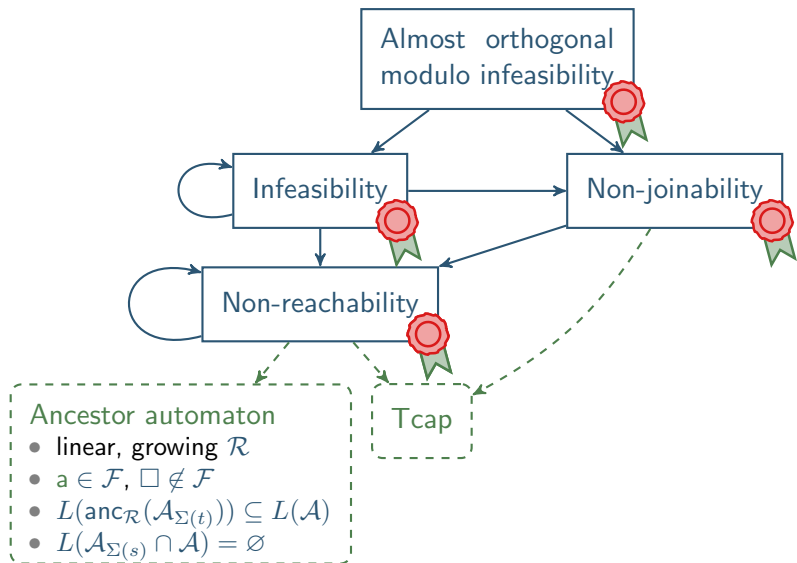 Almost orthogonal
modulo infeasibility
Infeasibility
Non-joinability
Non-reachability
Ancestor automaton
• linear, growing ℛ
• a ∈ ℱ, □ ∉ ℱ
• L(anc_ℛ(𝒜_Σ(t))) ⊆ L(𝒜)
• L(𝒜_Σ(s) ∩ 𝒜) = ∅
Tcap